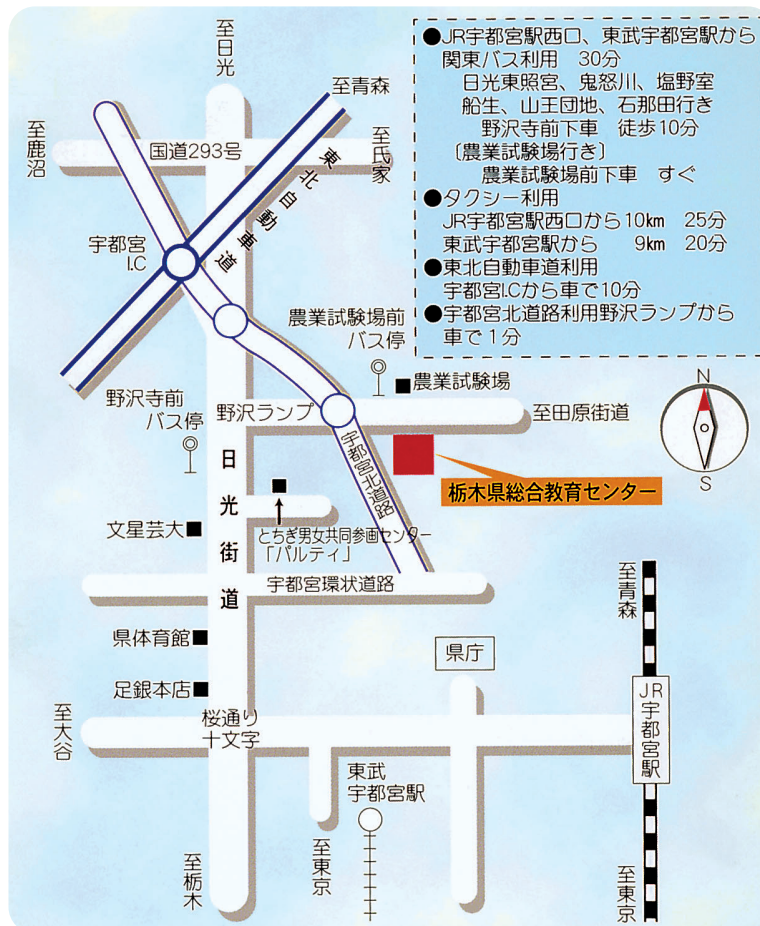 ●JR宇都宮駅西口、東武宇都宮駅から
関東バス利用　30分
日光東照宮、鬼怒川、塩野室
船生、山王団地、石那田行き
野沢寺前下車　徒歩10分
〔農業試験場行き〕
農業試験場前下車　すぐ
●タクシー利用
JR宇都宮駅西口から10km　25分
東武宇都宮駅から　9km　20分
●東北自動車道利用
宇都宮I.Cから車で10分
●宇都宮北道路利用野沢ランプから
車で1分
至日光
至青森
至鹿沼
国道293号
至氏家
東北自動車道
宇都宮
I.C
農業試験場前
バス停
農業試験場
野沢寺前
バス停
野沢ランプ
至田原街道
N
S
宇都宮北道路
栃木県総合教育センター
日光街道
文星芸大
とちぎ男女共同参画センター
「パルティ」
宇都宮環状道路
至青森
県体育館
県庁
足銀本店
JR宇都宮駅
至大谷
桜通り
十文字
東武
宇都宮駅
至栃木
至東京
至東京